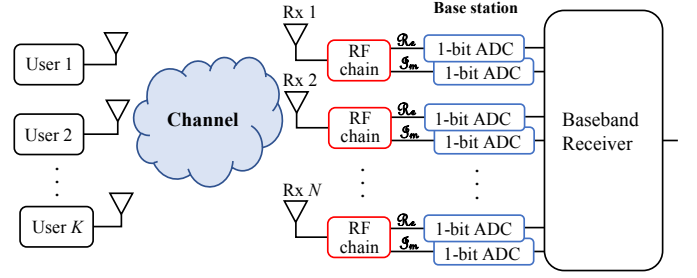 Base station
Rx 1
User 1
RF
chain
ℛℯ
ℐ𝓂
1-bit ADC
1-bit ADC
Rx 2
User 2
Channel
RF
chain
ℛℯ
ℐ𝓂
1-bit ADC
1-bit ADC
Baseband
Receiver
Rx N
User K
RF
chain
ℛℯ
ℐ𝓂
1-bit ADC
1-bit ADC